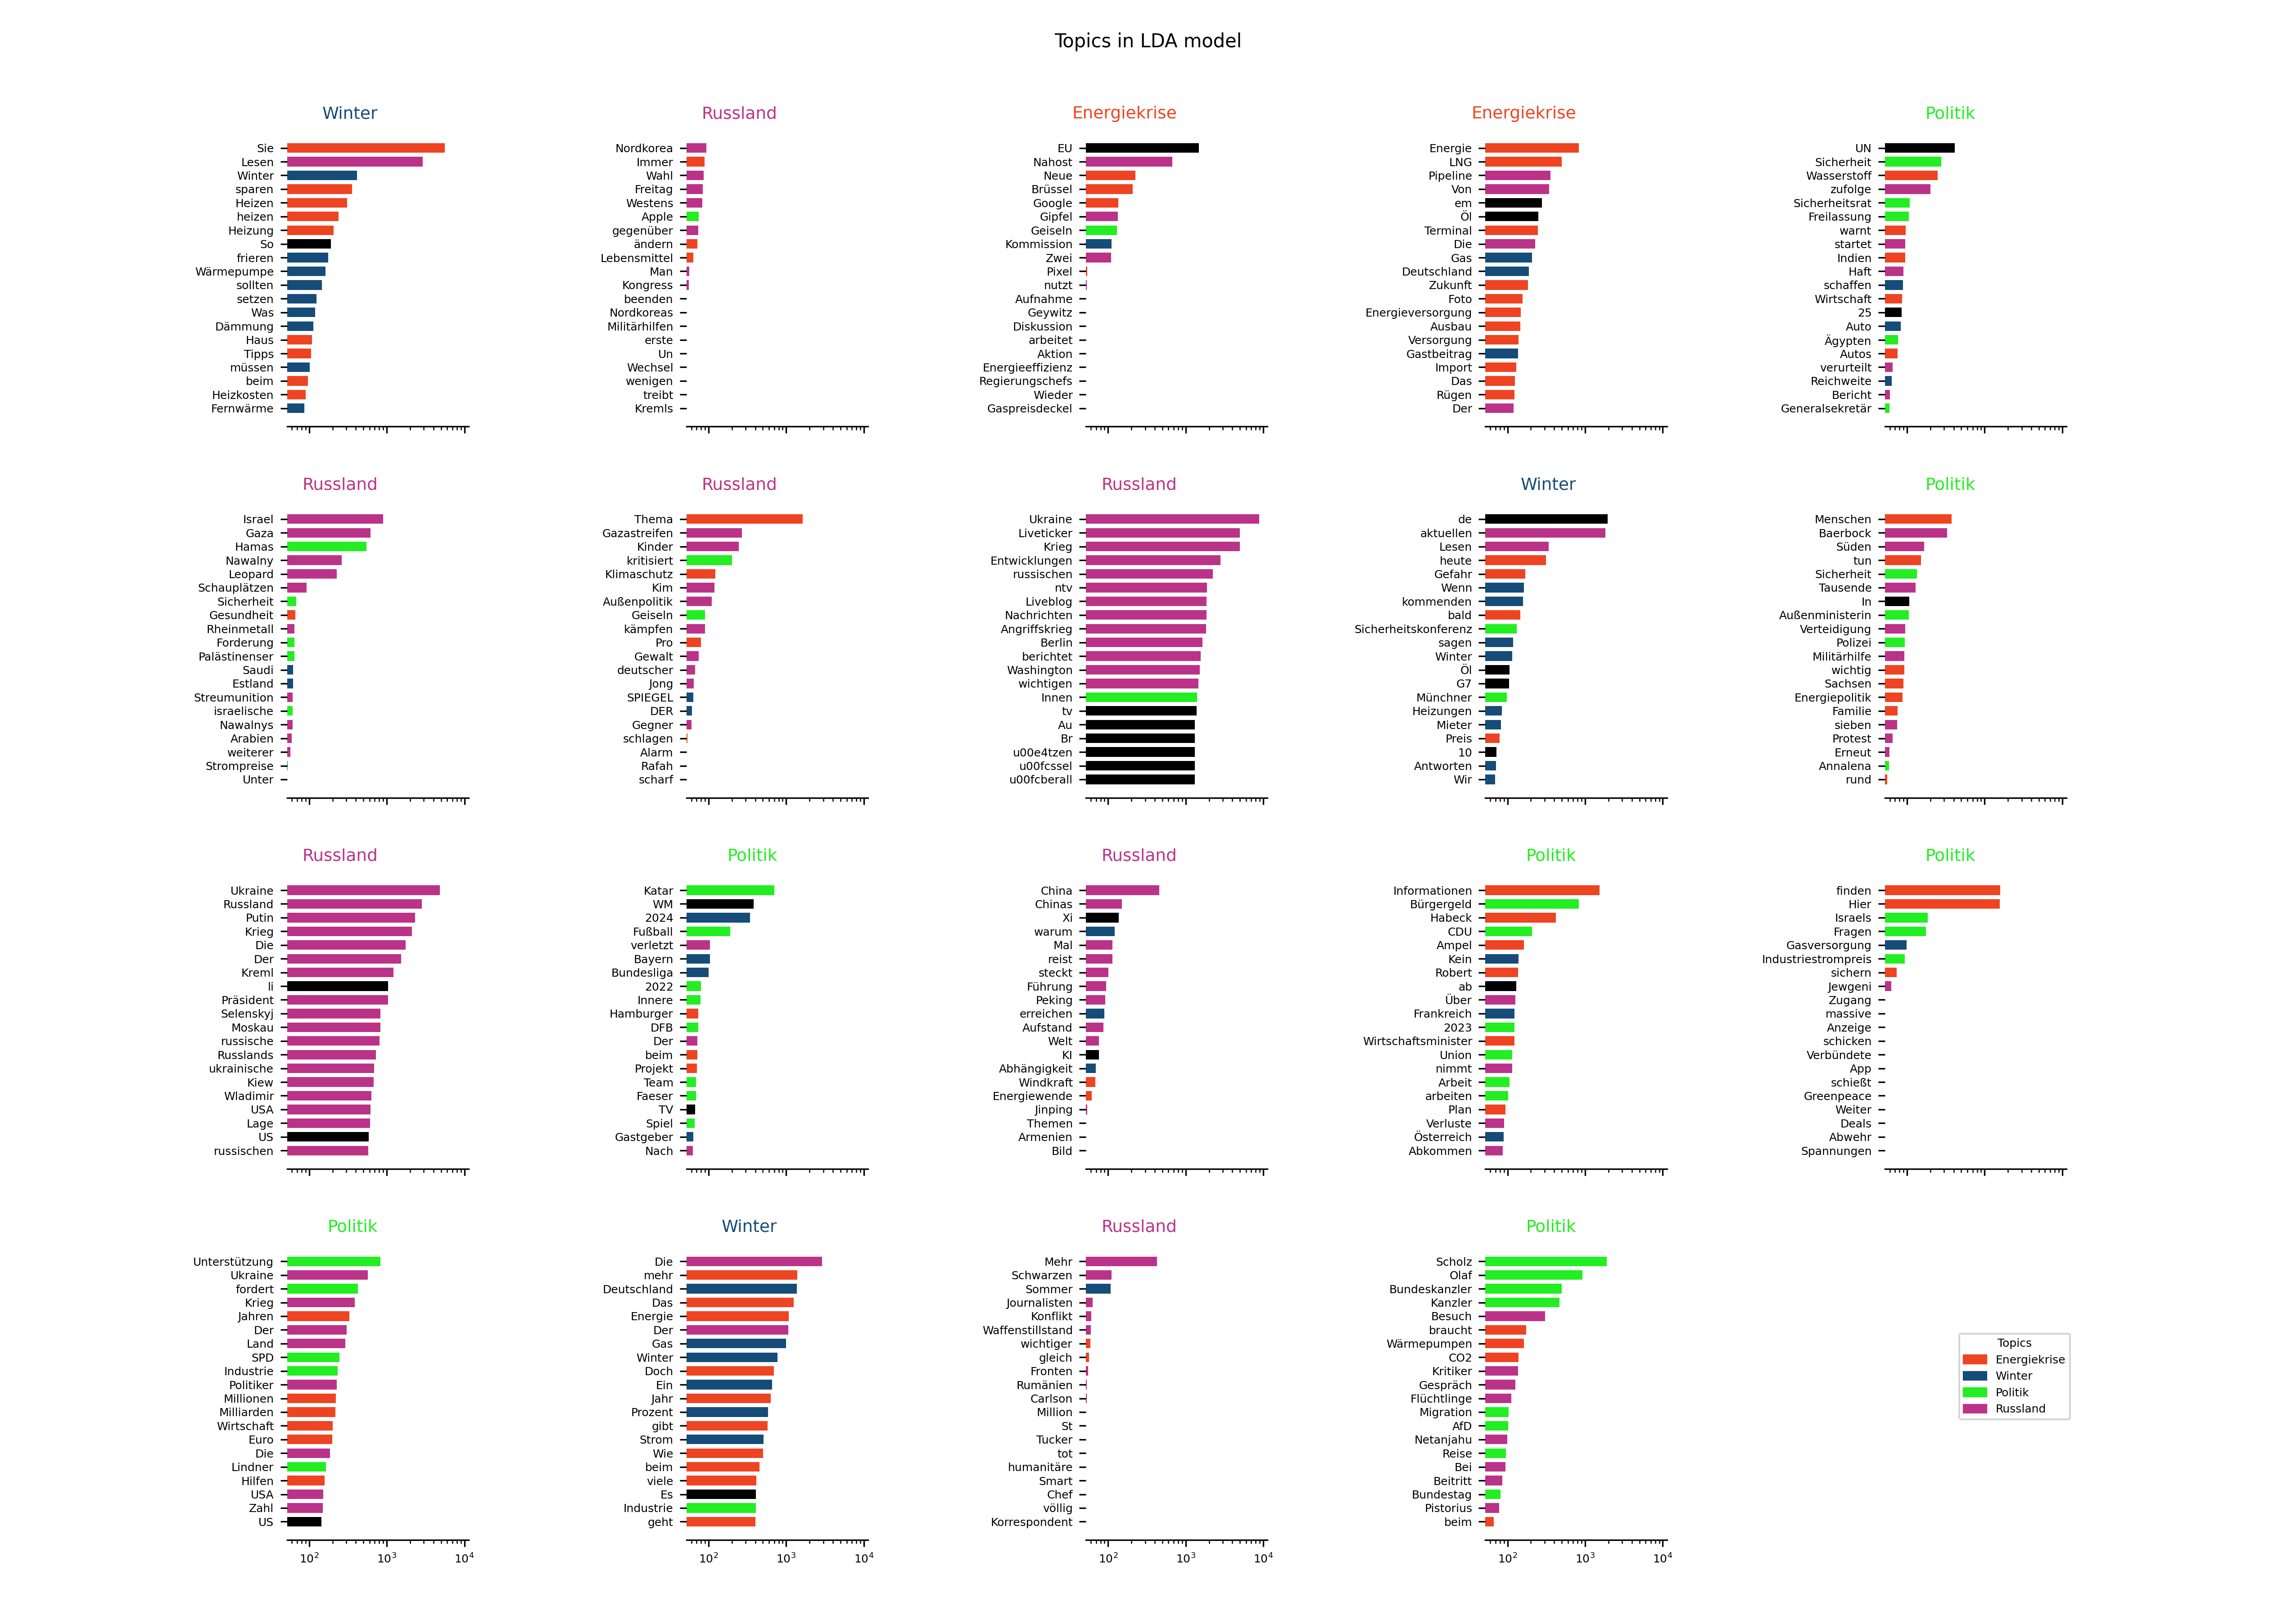 Topics in LDA model
Winter
Sie
Lesen
Winter
sparen
Heizen
heizen
Heizung
So
frieren
Wärmepumpe
sollten
setzen
Was
Dämmung
Haus
Tipps
müssen
beim
Heizkosten
Fernwärme
Russland
Nordkorea
Immer
Wahl
Freitag
Westens
Apple
gegenüber
ändern
Lebensmittel
Man
Kongress
beenden
Nordkoreas
Militärhilfen
erste
Un
Wechsel
wenigen
treibt
Kremls
Energiekrise
EU
Nahost
Neue
Brüssel
Google
Gipfel
Geiseln
Kommission
Zwei
Pixel
nutzt
Aufnahme
Geywitz
Diskussion
arbeitet
Aktion
Energieeffizienz
Regierungschefs
Wieder
Gaspreisdeckel
Energiekrise
Energie
LNG
Pipeline
Von
em
Öl
Terminal
Die
Gas
Deutschland
Zukunft
Foto
Energieversorgung
Ausbau
Versorgung
Gastbeitrag
Import
Das
Rügen
Der
Politik
UN
Sicherheit
Wasserstoff
zufolge
Sicherheitsrat
Freilassung
warnt
startet
Indien
Haft
schaffen
Wirtschaft
25
Auto
Ägypten
Autos
verurteilt
Reichweite
Bericht
Generalsekretär
Russland
Israel
Gaza
Hamas
Nawalny
Leopard
Schauplätzen
Sicherheit
Gesundheit
Rheinmetall
Forderung
Palästinenser
Saudi
Estland
Streumunition
israelische
Nawalnys
Arabien
weiterer
Strompreise
Unter
Russland
Thema
Gazastreifen
Kinder
kritisiert
Klimaschutz
Kim
Außenpolitik
Geiseln
kämpfen
Pro
Gewalt
deutscher
Jong
SPIEGEL
DER
Gegner
schlagen
Alarm
Rafah
scharf
Russland
Ukraine
Liveticker
Krieg
Entwicklungen
russischen
ntv
Liveblog
Nachrichten
Angriffskrieg
Berlin
berichtet
Washington
wichtigen
Innen
tv
Au
Br
u00e4tzen
u00fcssel
u00fcberall
Winter
de
aktuellen
Lesen
heute
Gefahr
Wenn
kommenden
bald
Sicherheitskonferenz
sagen
Winter
Öl
G7
Münchner
Heizungen
Mieter
Preis
10
Antworten
Wir
Politik
Menschen
Baerbock
Süden
tun
Sicherheit
Tausende
In
Außenministerin
Verteidigung
Polizei
Militärhilfe
wichtig
Sachsen
Energiepolitik
Familie
sieben
Protest
Erneut
Annalena
rund
Russland
Ukraine
Russland
Putin
Krieg
Die
Der
Kreml
li
Präsident
Selenskyj
Moskau
russische
Russlands
ukrainische
Kiew
Wladimir
USA
Lage
US
russischen
Politik
Katar
WM
2024
Fußball
verletzt
Bayern
Bundesliga
2022
Innere
Hamburger
DFB
Der
beim
Projekt
Team
Faeser
TV
Spiel
Gastgeber
Nach
Russland
China
Chinas
Xi
warum
Mal
reist
steckt
Führung
Peking
erreichen
Aufstand
Welt
KI
Abhängigkeit
Windkraft
Energiewende
Jinping
Themen
Armenien
Bild
Politik
Informationen
Bürgergeld
Habeck
CDU
Ampel
Kein
Robert
ab
Über
Frankreich
2023
Wirtschaftsminister
Union
nimmt
Arbeit
arbeiten
Plan
Verluste
Österreich
Abkommen
Politik
finden
Hier
Israels
Fragen
Gasversorgung
Industriestrompreis
sichern
Jewgeni
Zugang
massive
Anzeige
schicken
Verbündete
App
schießt
Greenpeace
Weiter
Deals
Abwehr
Spannungen
Politik
Unterstützung
Ukraine
fordert
Krieg
Jahren
Der
Land
SPD
Industrie
Politiker
Millionen
Milliarden
Wirtschaft
Euro
Die
Lindner
Hilfen
USA
Zahl
US
10² 10³ 10⁴
Winter
Die
mehr
Deutschland
Das
Energie
Der
Gas
Winter
Doch
Ein
Jahr
Prozent
gibt
Strom
Wie
beim
viele
Es
Industrie
geht
10² 10³ 10⁴
Russland
Mehr
Schwarzen
Sommer
Journalisten
Konflikt
Waffenstillstand
wichtiger
gleich
Fronten
Rumänien
Carlson
Million
St
Tucker
tot
humanitäre
Smart
Chef
völlig
Korrespondent
10² 10³ 10⁴
Politik
Scholz
Olaf
Bundeskanzler
Kanzler
Besuch
braucht
Wärmepumpen
CO2
Kritiker
Gespräch
Flüchtlinge
Migration
AfD
Netanjahu
Reise
Bei
Beitritt
Bundestag
Pistorius
beim
10² 10³ 10⁴
Topics
Energiekrise
Winter
Politik
Russland